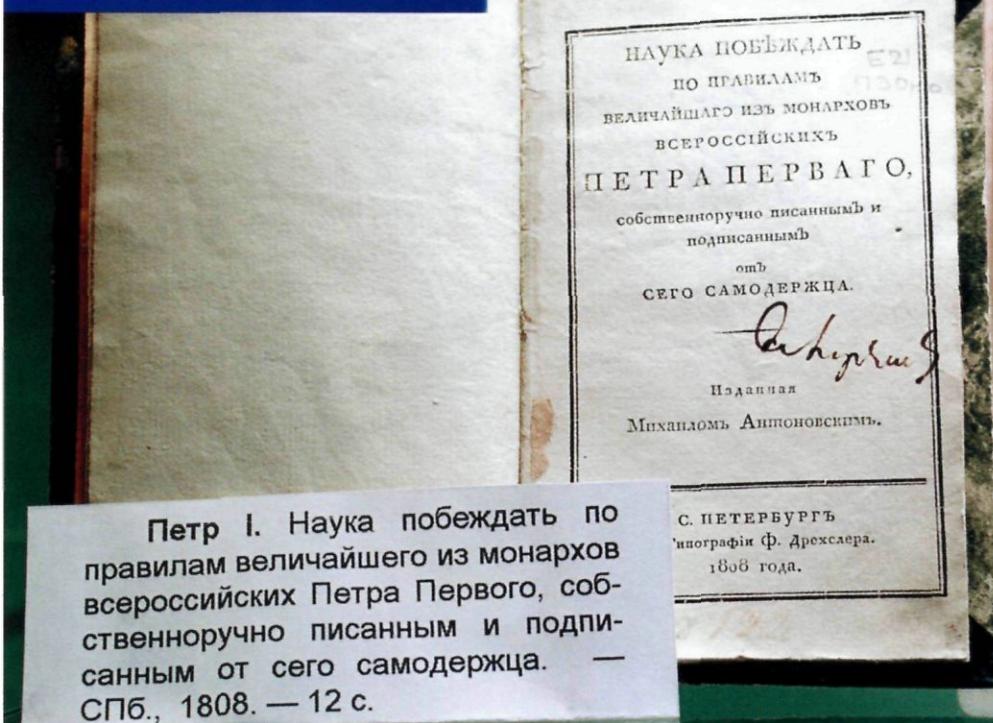 НАУКА ПОБѢЖДАТЬ
ПО ПРАВИЛАМЪ
ВЕЛИЧАЙШАГО ИЗЪ МОНАРХОВЪ
ВСЕРОССІЙСКИХЪ
ПЕТРА ПЕРВАГО,
собственноручно писаннымЪ и
подписаннымЪ
отЪ
СЕГО САМОДЕРЖЦА.
Изданная
Михаиломъ Антоновскимъ.
С. ПЕТЕРБУРГЪ
Типографіи Ф. Дрехслера.
1808 года.
Петр I. Наука побеждать по
правилам величайшего из монархов
всероссийских Петра Первого, соб-
ственноручно писанным и подпи-
санным от сего самодержца. —
СПб., 1808. — 12 с.